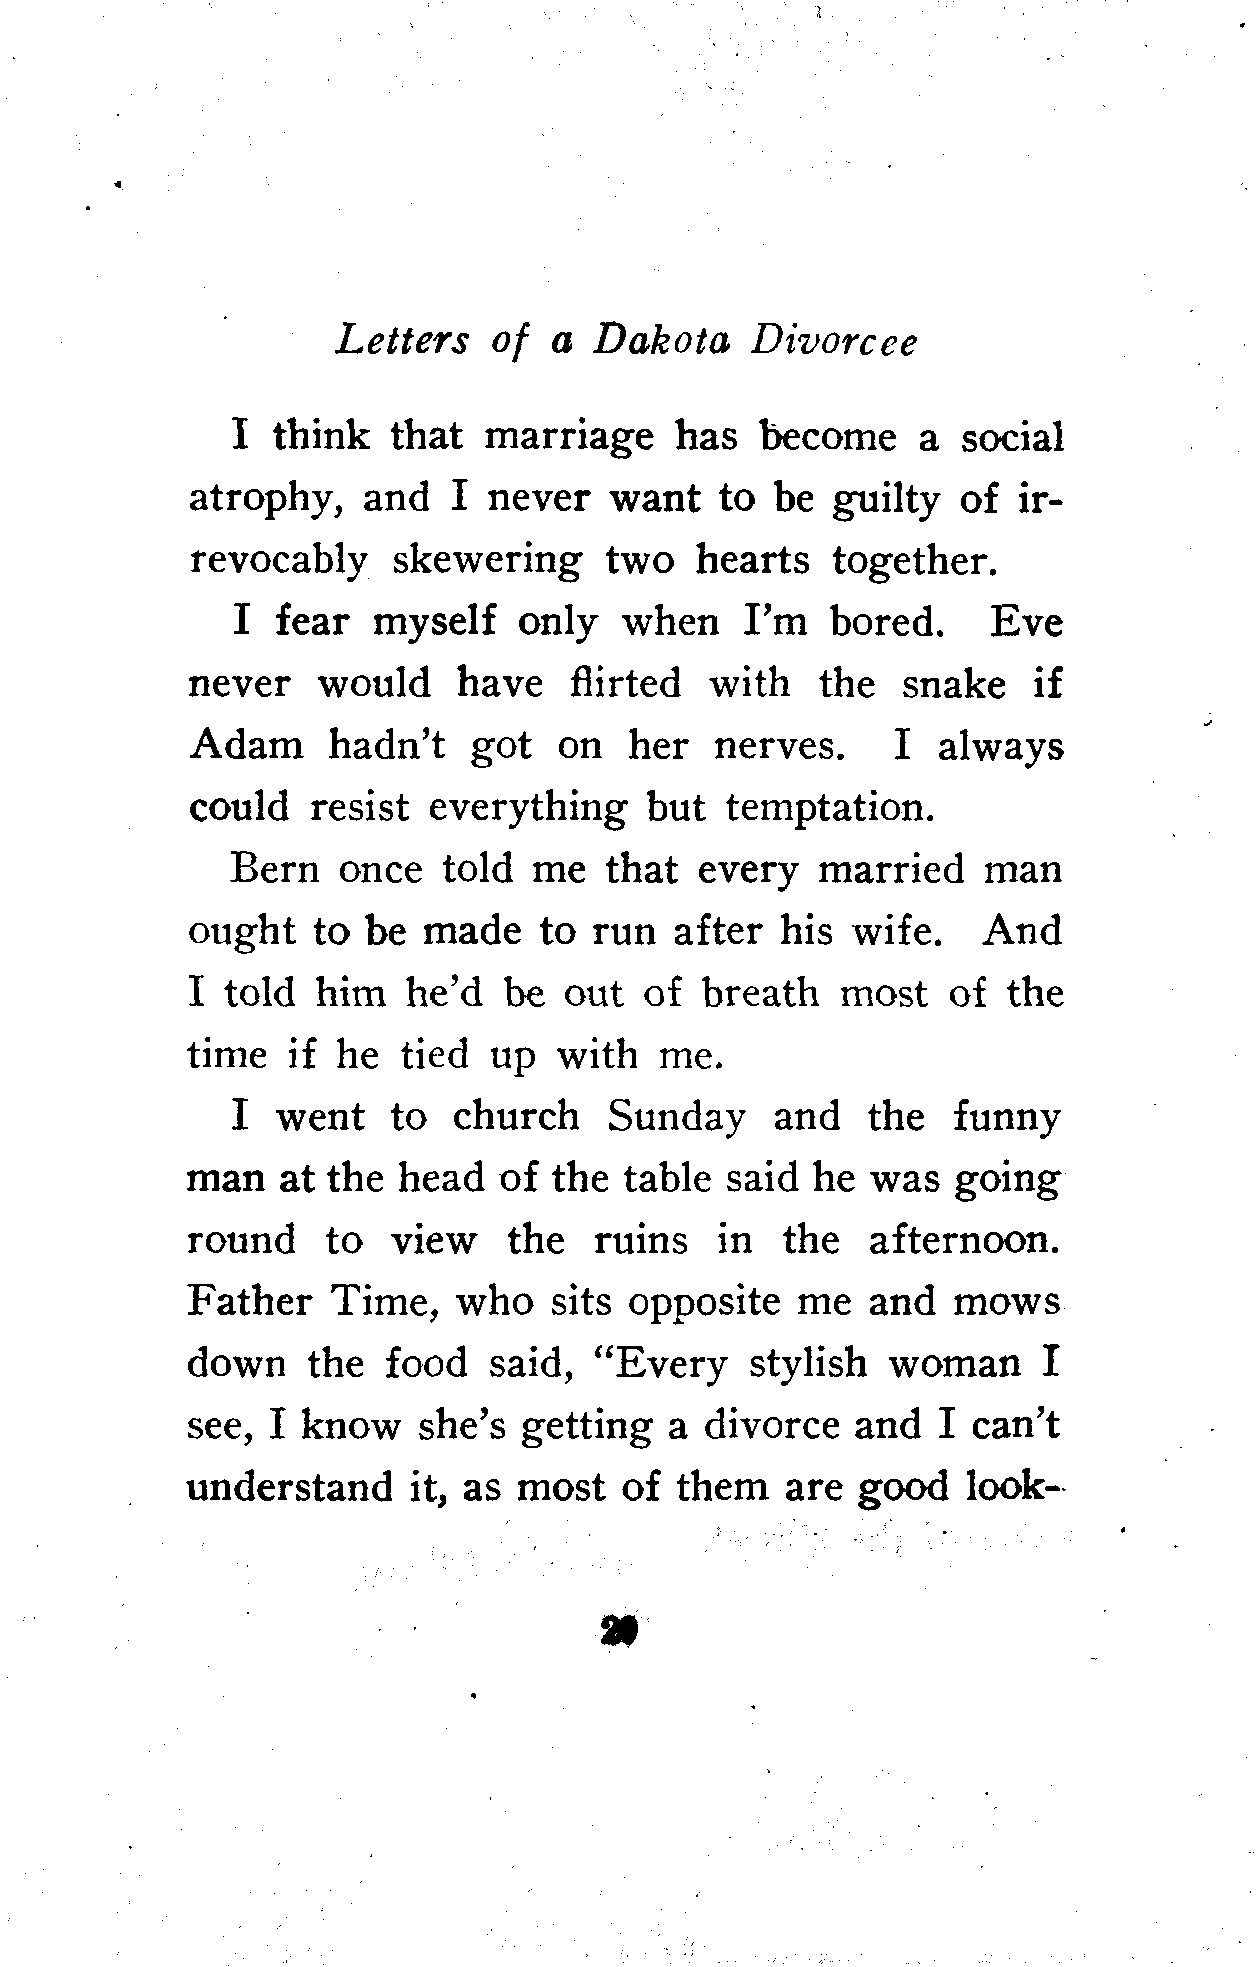 Letters of a Dakota Divorcee
I think that marriage has become a social
atrophy, and I never want to be guilty of ir-
revocably skewering two hearts together.
I fear myself only when I'm bored. Eve
never would have flirted with the snake if
Adam hadn't got on her nerves. I always
could resist everything but temptation.
Bern once told me that every married man
ought to be made to run after his wife. And
I told him he'd be out of breath most of the
time if he tied up with me.
I went to church Sunday and the funny
man at the head of the table said he was going
round to view the ruins in the afternoon.
Father Time, who sits opposite me and mows
down the food said, “Every stylish woman I
see, I know she's getting a divorce and I can't
understand it, as most of them are good look-